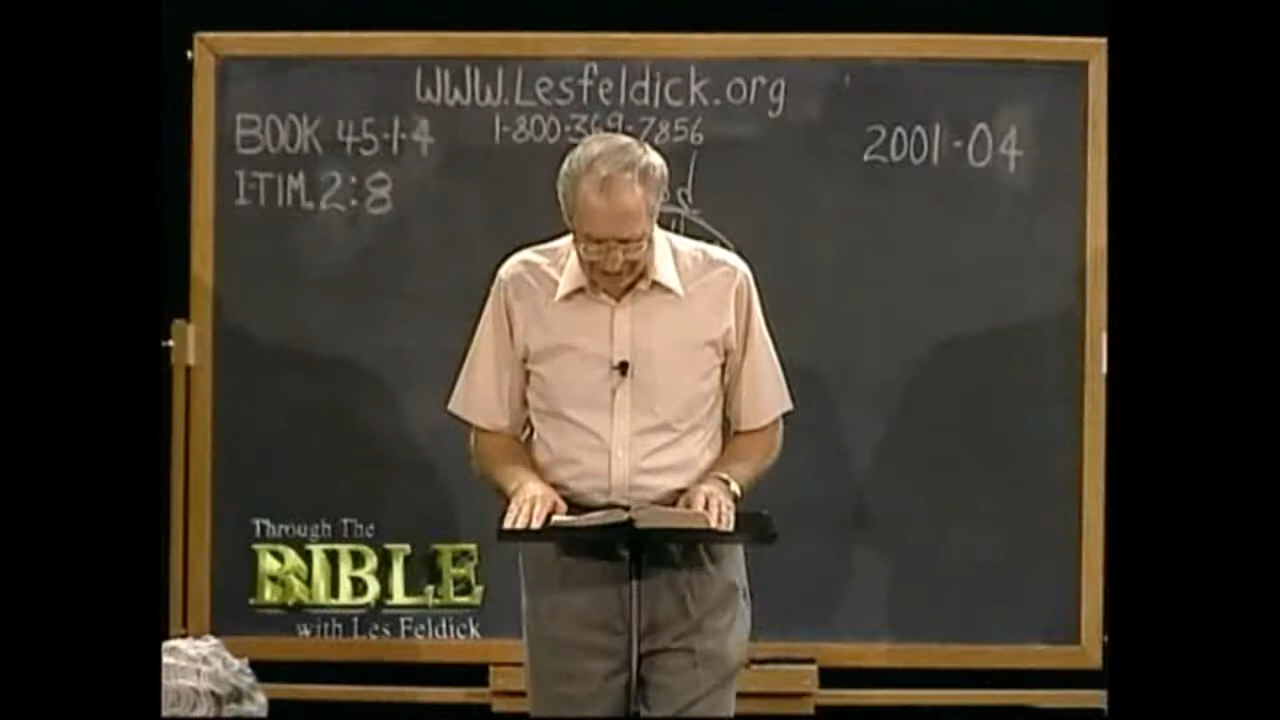 WWW.Lesfeldick.org
BOOK 45-1-4
1-800-369-7856
2001-04
I-TIM. 2:8
Through The
BIBLE
with Les Feldick